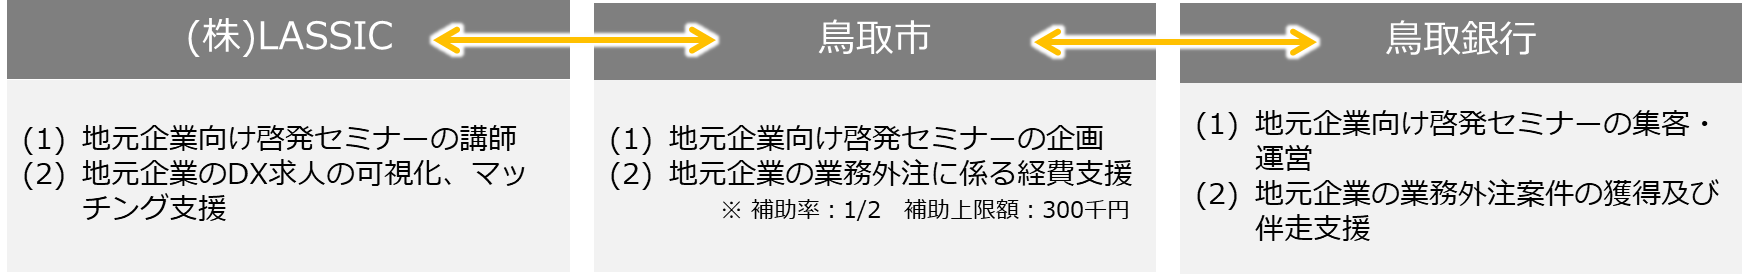 (株)LASSIC
(1) 地元企業向け啓発セミナーの講師
(2) 地元企業のDX求人の可視化、マッ
チング支援
鳥取市
(1) 地元企業向け啓発セミナーの企画
(2) 地元企業の業務外注に係る経費支援
※ 補助率:1/2　補助上限額:300千円
鳥取銀行
(1) 地元企業向け啓発セミナーの集客・
運営
(2) 地元企業の業務外注案件の獲得及び
伴走支援